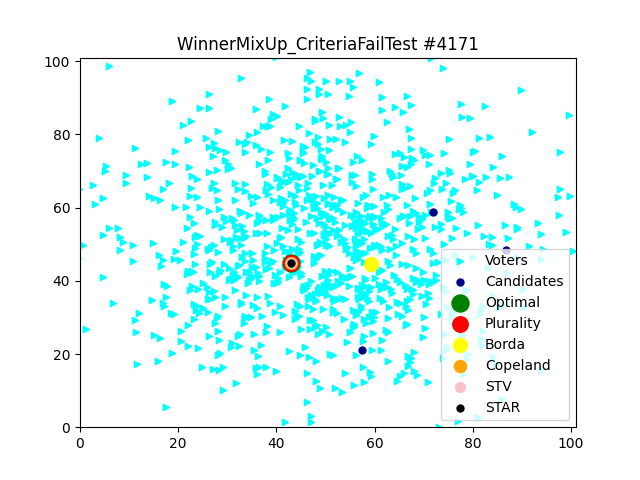 WinnerMixUp_CriteriaFailTest #4171
100
80
60
40
20
0
0 20 40 60 80 100
Voters
Candidates
Optimal
Plurality
Borda
Copeland
STV
STAR